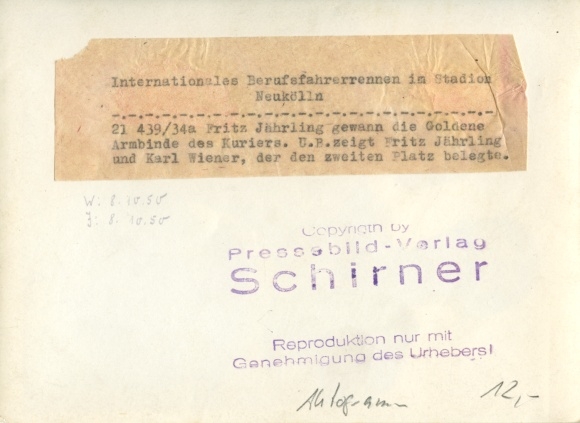 Internationales Berufsfahrerrennen im Stadion
Neukölln
21 439/34a Fritz Jährling gewann die Goldene
Armbinde des Kuriers. U.B.zeigt Fritz Jährling
und Karl Wiener, der den zweiten Platz belegte.
W: 8. 10. 50
J: 8. 10. 50
Copyrigth by
Pressebild-Verlag
Schirner
Reproduktion nur mit
Genehmigung des Urhebers!
Autogramm 12,-